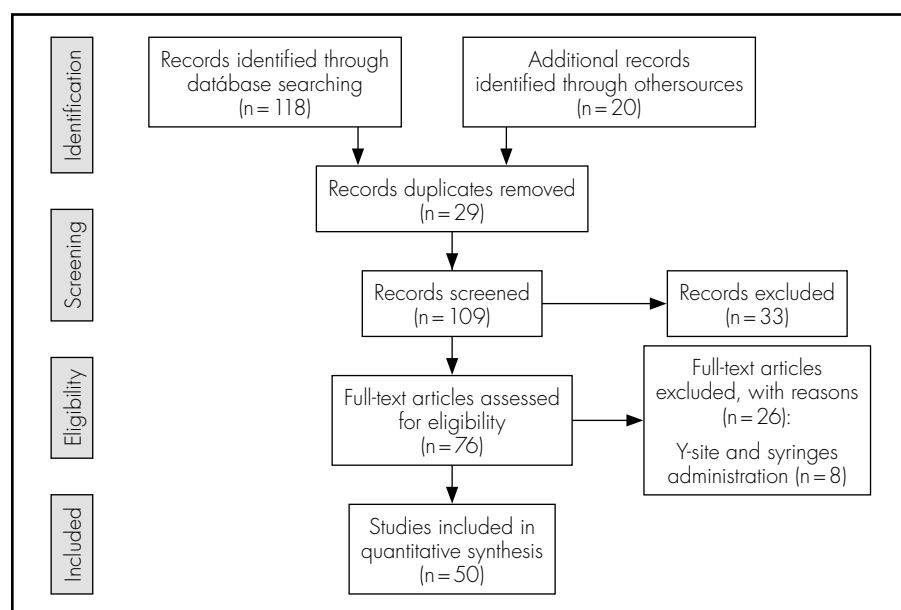 Identification
Records identified through
datábase searching
(n = 118)
Additional records
identified through othersources
(n = 20)
Records duplicates removed
(n = 29)
Screening
Records screened
(n = 109)
Records excluded
(n = 33)
Eligibility
Full-text articles assessed
for eligibility
(n = 76)
Full-text articles
excluded, with reasons
(n = 26):
Y-site and syringes
administration (n = 8)
Included
Studies included in
quantitative synthesis
(n = 50)